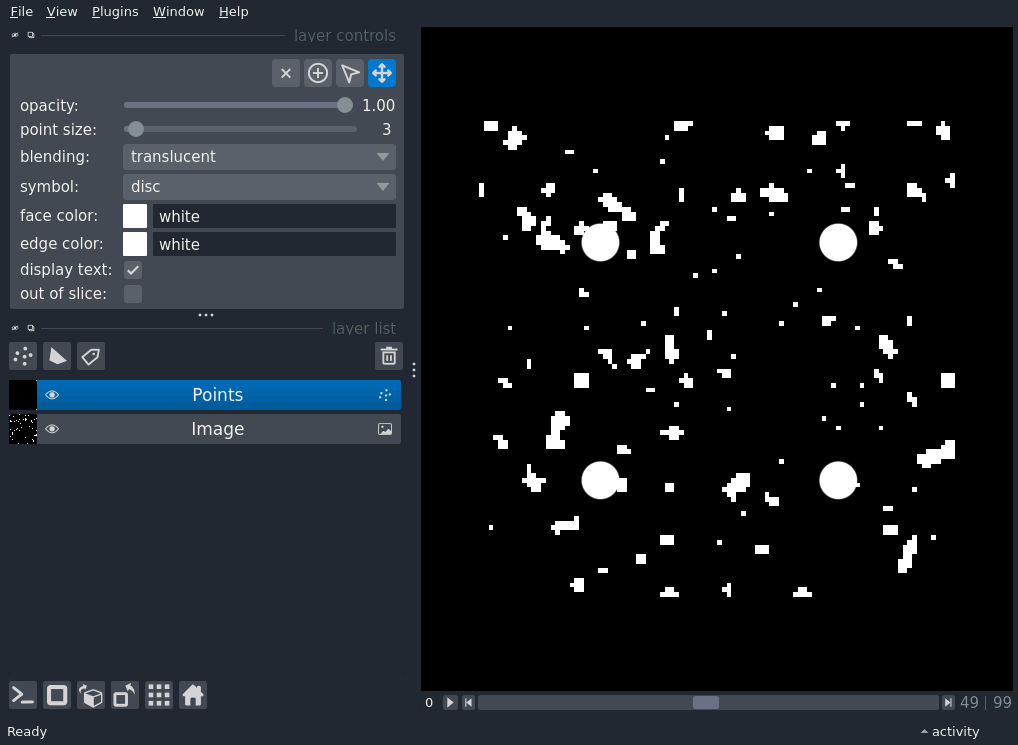 File View Plugins Window Help
layer controls
opacity: 1.00
point size: 3
blending: translucent
symbol: disc
face color: white
edge color: white
display text:
out of slice:
layer list
Points
Image
0 49 | 99
Ready activity